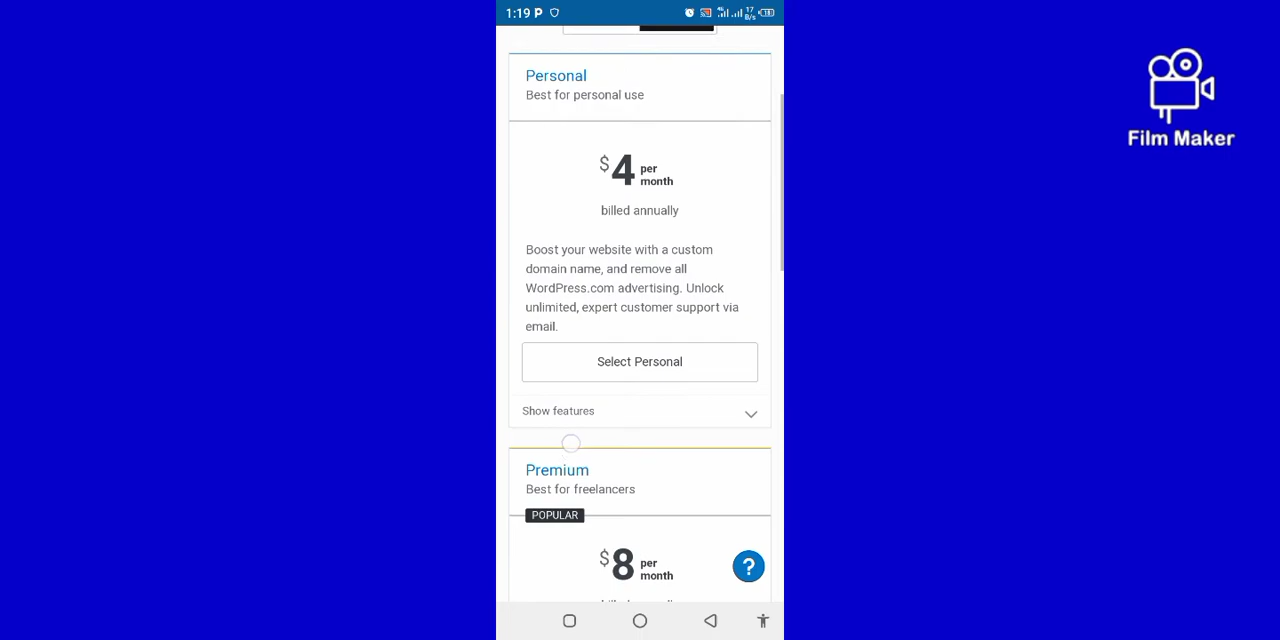 1:19 P
4G
17
B/s
Personal
Best for personal use
$4 per
month
billed annually
Boost your website with a custom
domain name, and remove all
WordPress.com advertising. Unlock
unlimited, expert customer support via
email.
Select Personal
Show features
Premium
Best for freelancers
POPULAR
$8 per
month
?
Film Maker